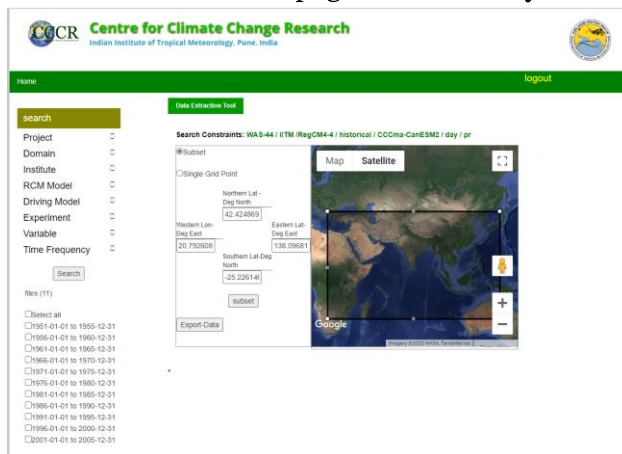 CCCR
Centre for Climate Change Research
Indian Institute of Tropical Meteorology, Pune, India
Home
logout
search
Project
Domain
Institute
RCM Model
Driving Model
Experiment
Variable
Time Frequency
Search
files (11)
Select all
1951-01-01 to 1955-12-31
1956-01-01 to 1960-12-31
1961-01-01 to 1965-12-31
1966-01-01 to 1970-12-31
1971-01-01 to 1975-12-31
1976-01-01 to 1980-12-31
1981-01-01 to 1985-12-31
1986-01-01 to 1990-12-31
1991-01-01 to 1995-12-31
1996-01-01 to 2000-12-31
2001-01-01 to 2005-12-31
Data Extraction Tool
Search Constraints: WAS-44 / IITM /RegCM4-4 / historical / CCCma-CanESM2 / day / pr
Subset
Single Grid Point
Northern Lat -
Deg North
42.424869
Western Lon-
Deg East
20.792508
Eastern Lat-
Deg East
138.09681
Southern Lat-Deg
North
-25.22614
subset
Export-Data
Map
Satellite
Google